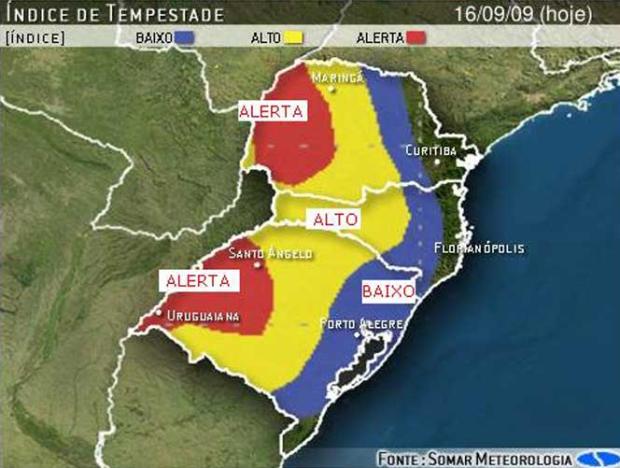 ÍNDICE DE TEMPESTADE 16/09/09 (hoje)
[ÍNDICE] BAIXO ALTO ALERTA
MARINGÁ
ALERTA
CURITIBA
ALTO
FLORIANÓPOLIS
SANTO ÂNGELO
ALERTA
BAIXO
URUGUAIANA
PORTO ALEGRE
FONTE: SOMAR METEOROLOGIA